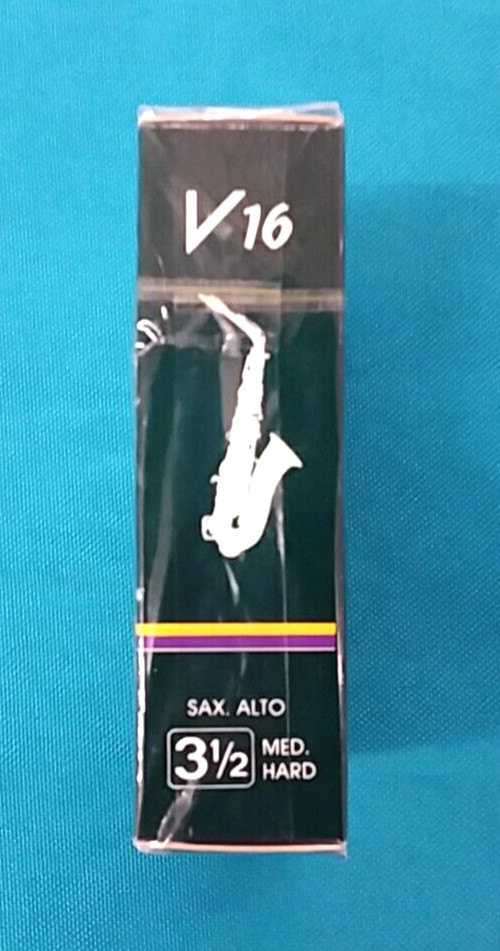 V16
SAX. ALTO
3½ MED.
HARD